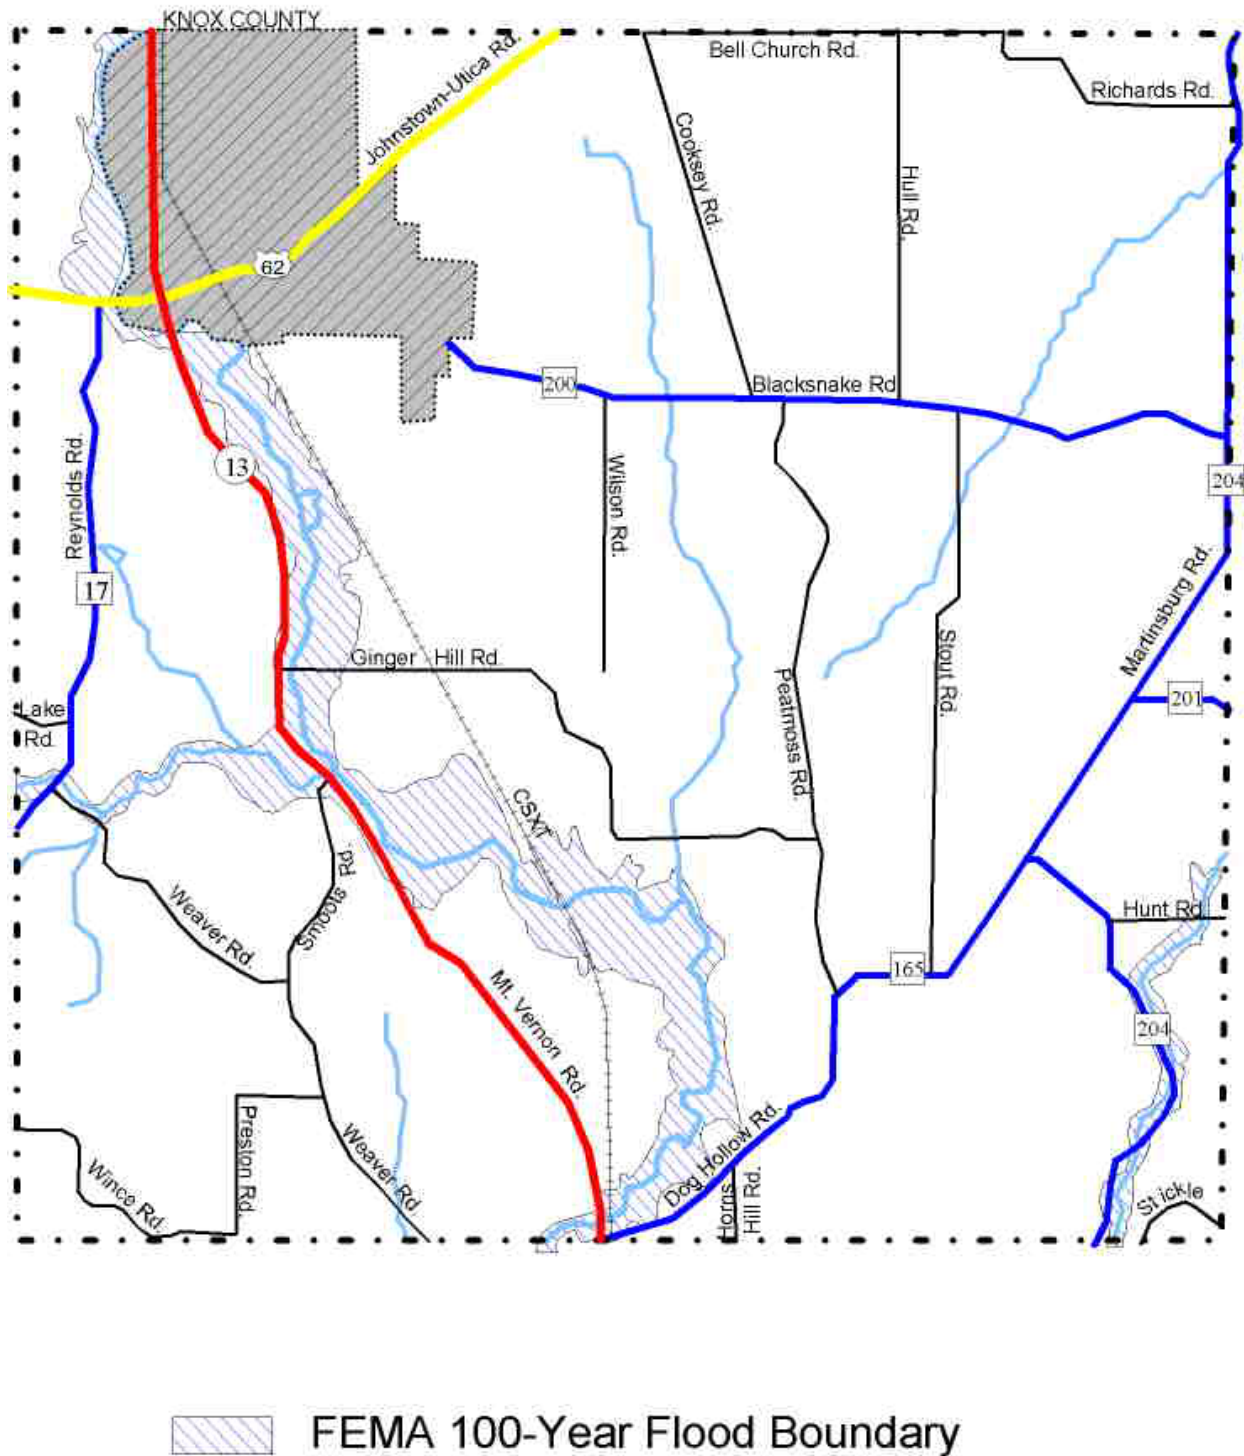 KNOX COUNTY
Johnstown-Utica Rd.
Bell Church Rd.
Richards Rd.
Cooksey Rd.
Hull Rd.
62
200
Blacksnake Rd
Reynolds Rd.
13
Wilson Rd.
204
17
Martinsburg Rd.
Ginger Hill Rd.
Stout Rd.
Peatmoss Rd.
201
Lake
Rd.
CSXT
Smoots Rd.
Weaver Rd.
Hunt Rd
165
Mt. Vernon Rd.
204
Preston Rd.
Weaver Rd
Wince Rd.
Dog Hollow Rd.
Horns
Hill Rd.
Stickle
FEMA 100-Year Flood Boundary